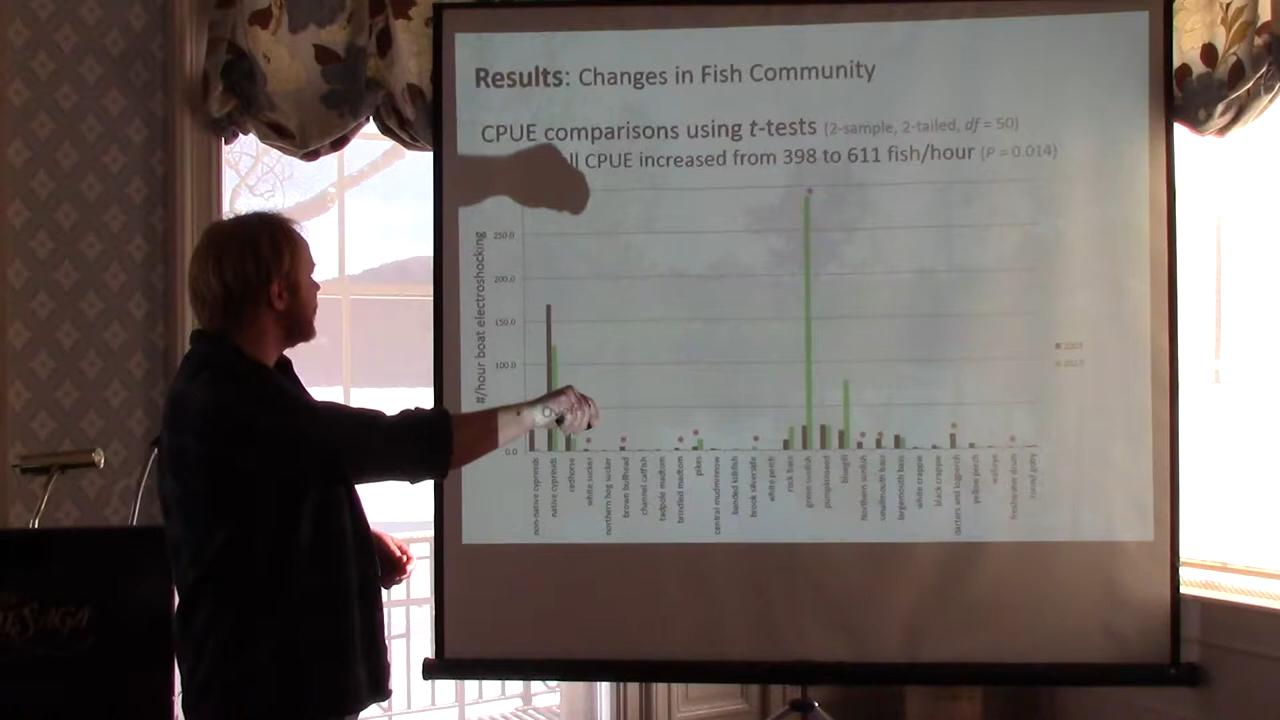 Results: Changes in Fish Community
CPUE comparisons using t-tests (2-sample, 2-tailed, df = 50)
CPUE increased from 398 to 611 fish/hour (P = 0.014)
#/hour boat electroshocking
250.0
200.0
150.0
100.0
0.0
non-native cyprinids
native cyprinids
redhorse
white sucker
northern hog sucker
brown bullhead
channel catfish
tadpole madtom
brindled madtom
pikes
central mudminnow
banded killifish
brook silverside
white perch
rock bass
green sunfish
pumpkinseed
bluegill
Northern sunfish
smallmouth bass
largemouth bass
white crappie
black crappie
darters and logperch
yellow perch
walleye
freshwater drum
round goby